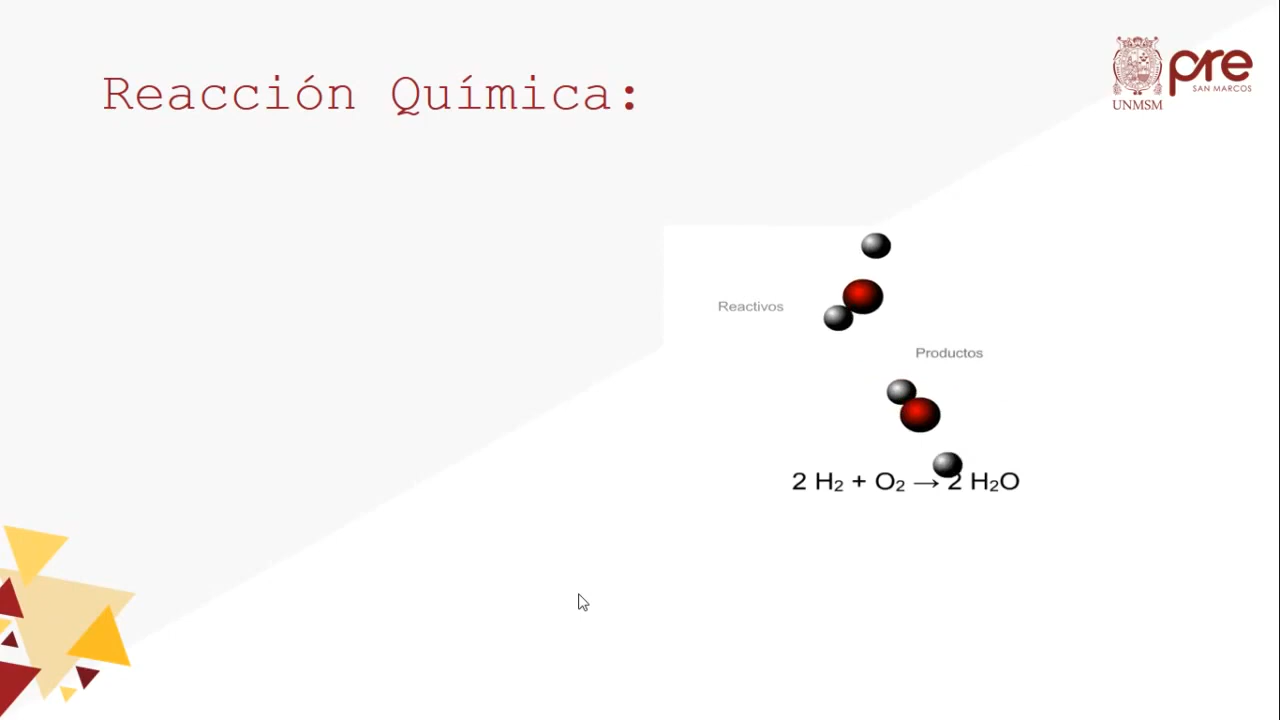 Reacción Química:
pre
SAN MARCOS
UNMSM
Reactivos
Productos
2 H₂ + O₂ → 2 H₂O